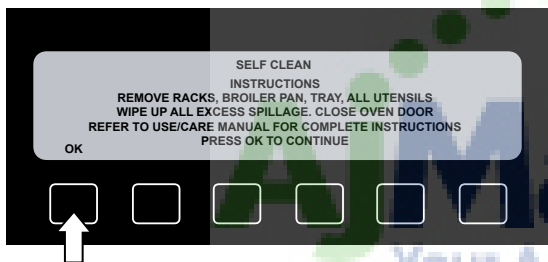 SELF CLEAN
INSTRUCTIONS
REMOVE RACKS, BROILER PAN, TRAY, ALL UTENSILS
WIPE UP ALL EXCESS SPILLAGE. CLOSE OVEN DOOR
REFER TO USE/CARE MANUAL FOR COMPLETE INSTRUCTIONS
PRESS OK TO CONTINUE
OK